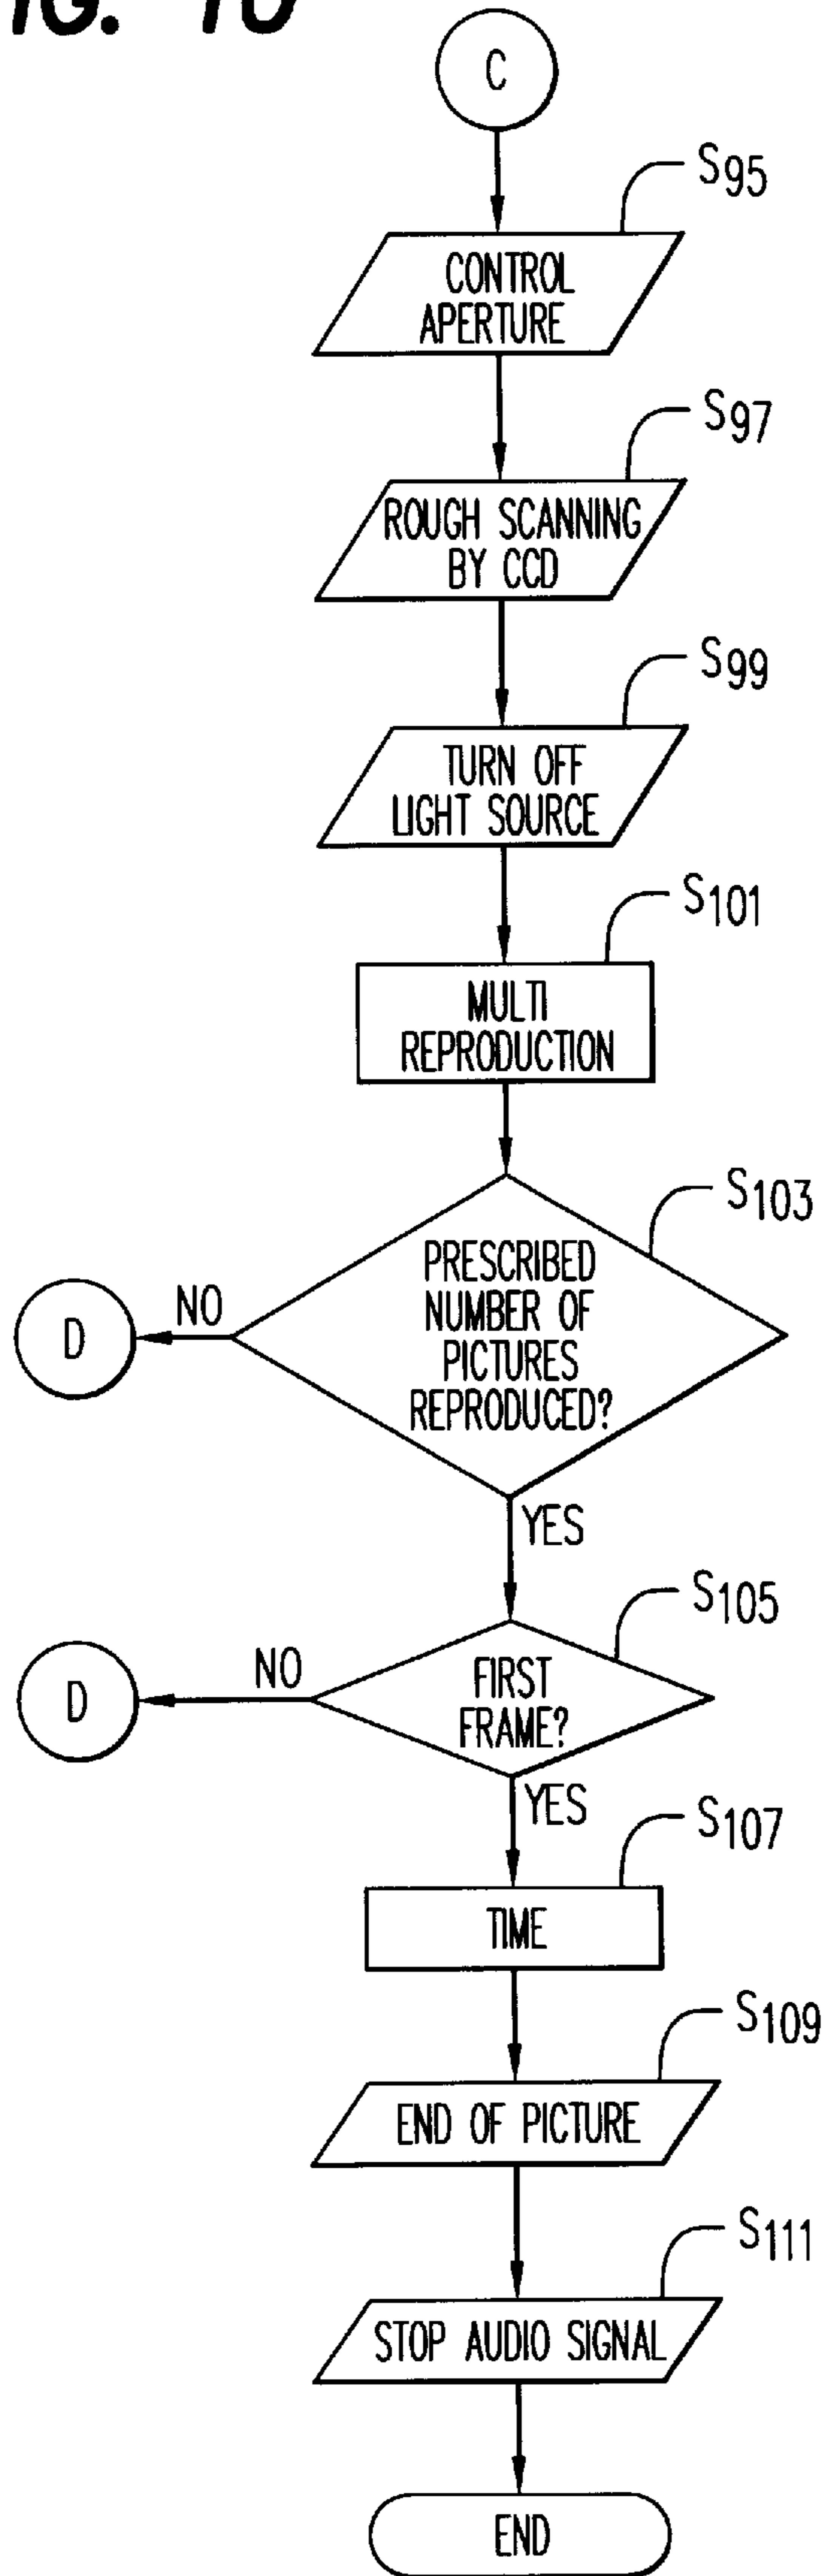 FIG. 10
C
S95
CONTROL
APERTURE
S97
ROUGH SCANNING
BY CCD
S99
TURN OFF
LIGHT SOURCE
S101
MULTI
REPRODUCTION
S103
PRESCRIBED
NUMBER OF
PICTURES
REPRODUCED?
NO
D
YES
S105
FIRST
FRAME?
NO
D
YES
S107
TIME
S109
END OF PICTURE
S111
STOP AUDIO SIGNAL
END